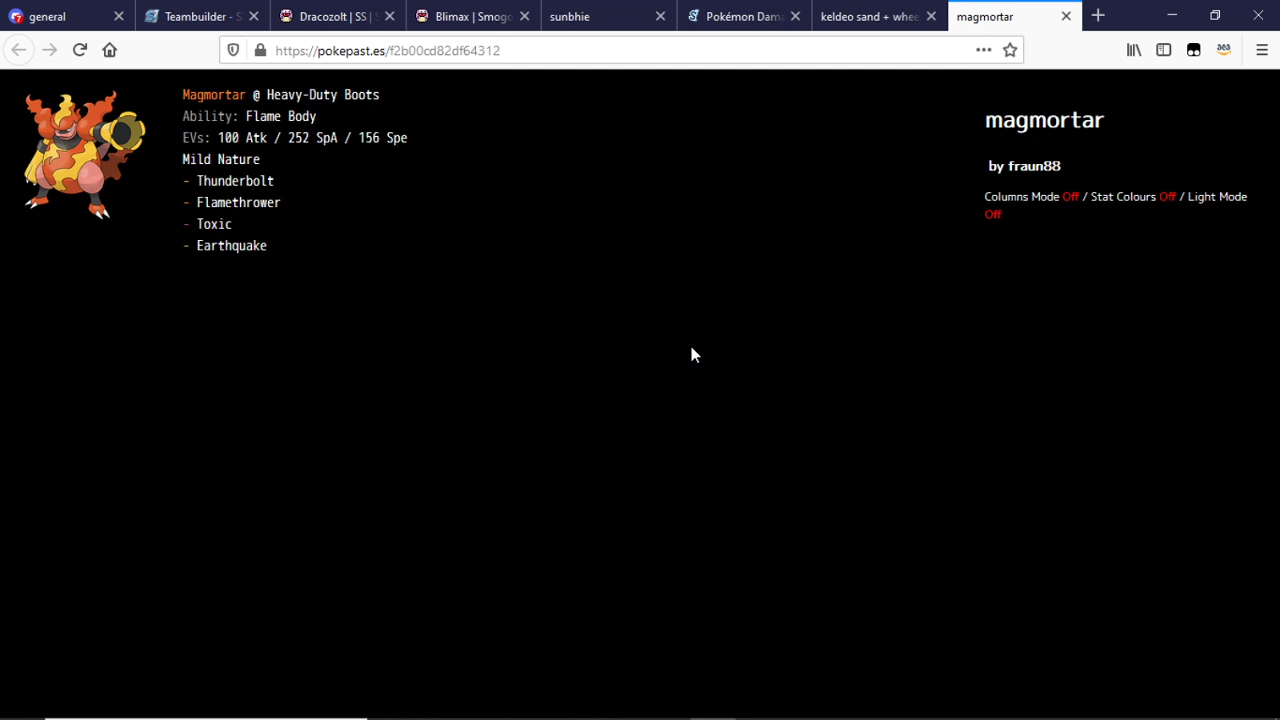 general
Teambuilder - S
Dracozolt | SS | S
Blimax | Smogo
sunbhie
Pokémon Dam
keldeo sand + whee
magmortar
https://pokepast.es/f2b00cd82df64312
Magmortar @ Heavy-Duty Boots
Ability: Flame Body
EVs: 100 Atk / 252 SpA / 156 Spe
Mild Nature
- Thunderbolt
- Flamethrower
- Toxic
- Earthquake
magmortar
by fraun88
Columns Mode Off / Stat Colours Off / Light Mode
Off